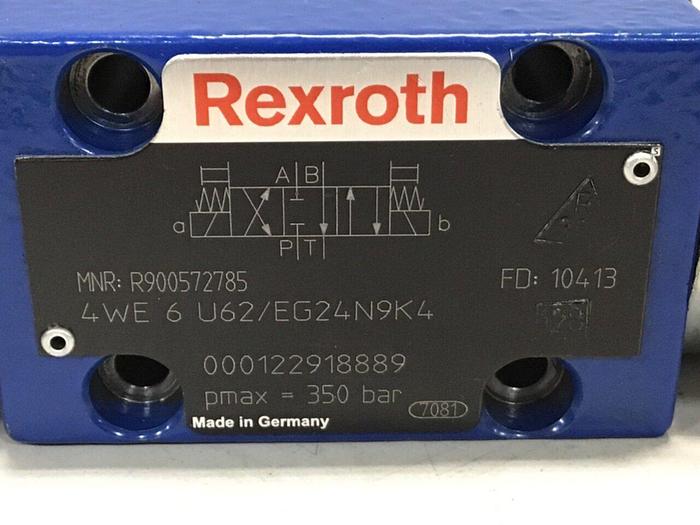 Rexroth
A B
a b
P T
MNR: R900572785 FD: 10413
4WE 6 U62/EG24N9K4
000122918889
pmax = 350 bar 7081
Made in Germany